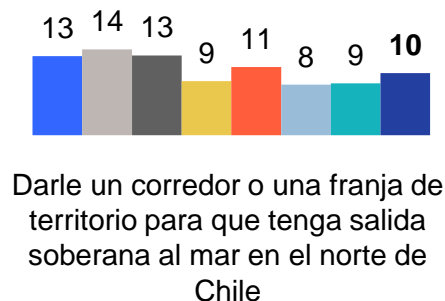 13 14 13 9 11 8 9 10
Darle un corredor o una franja de
territorio para que tenga salida
soberana al mar en el norte de
Chile